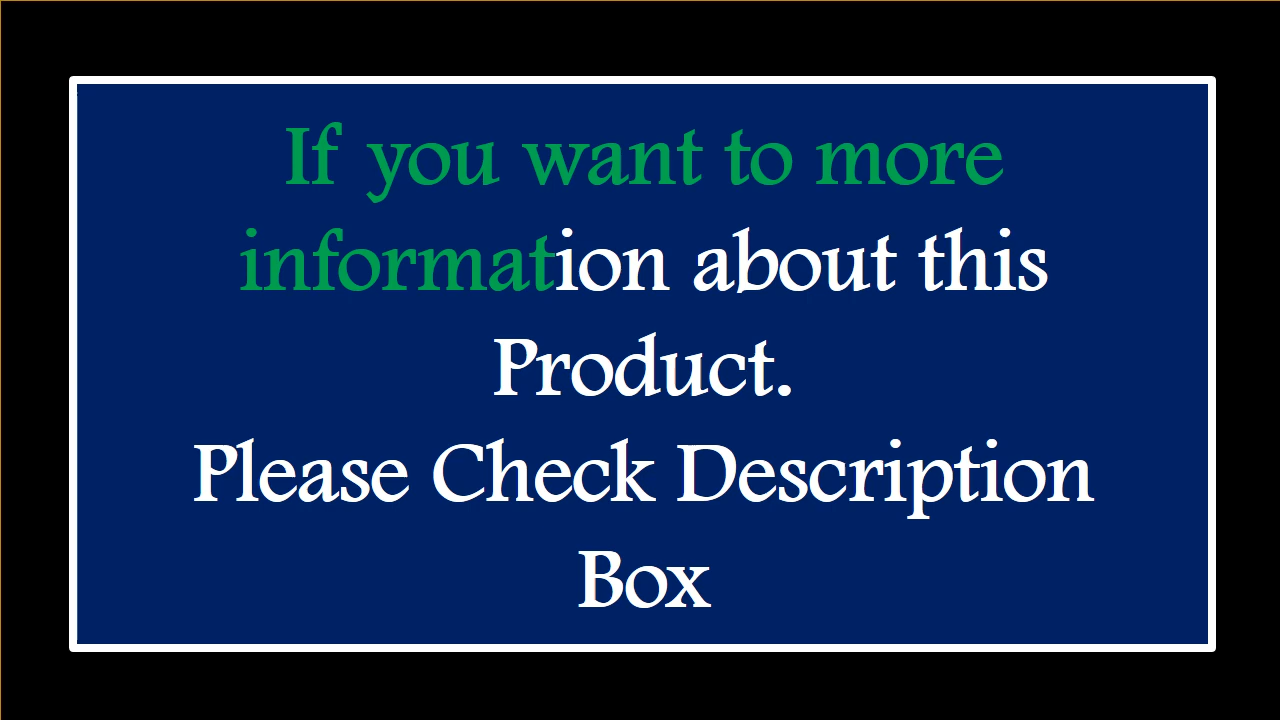 If you want to more
information about this
Product.
Please Check Description
Box